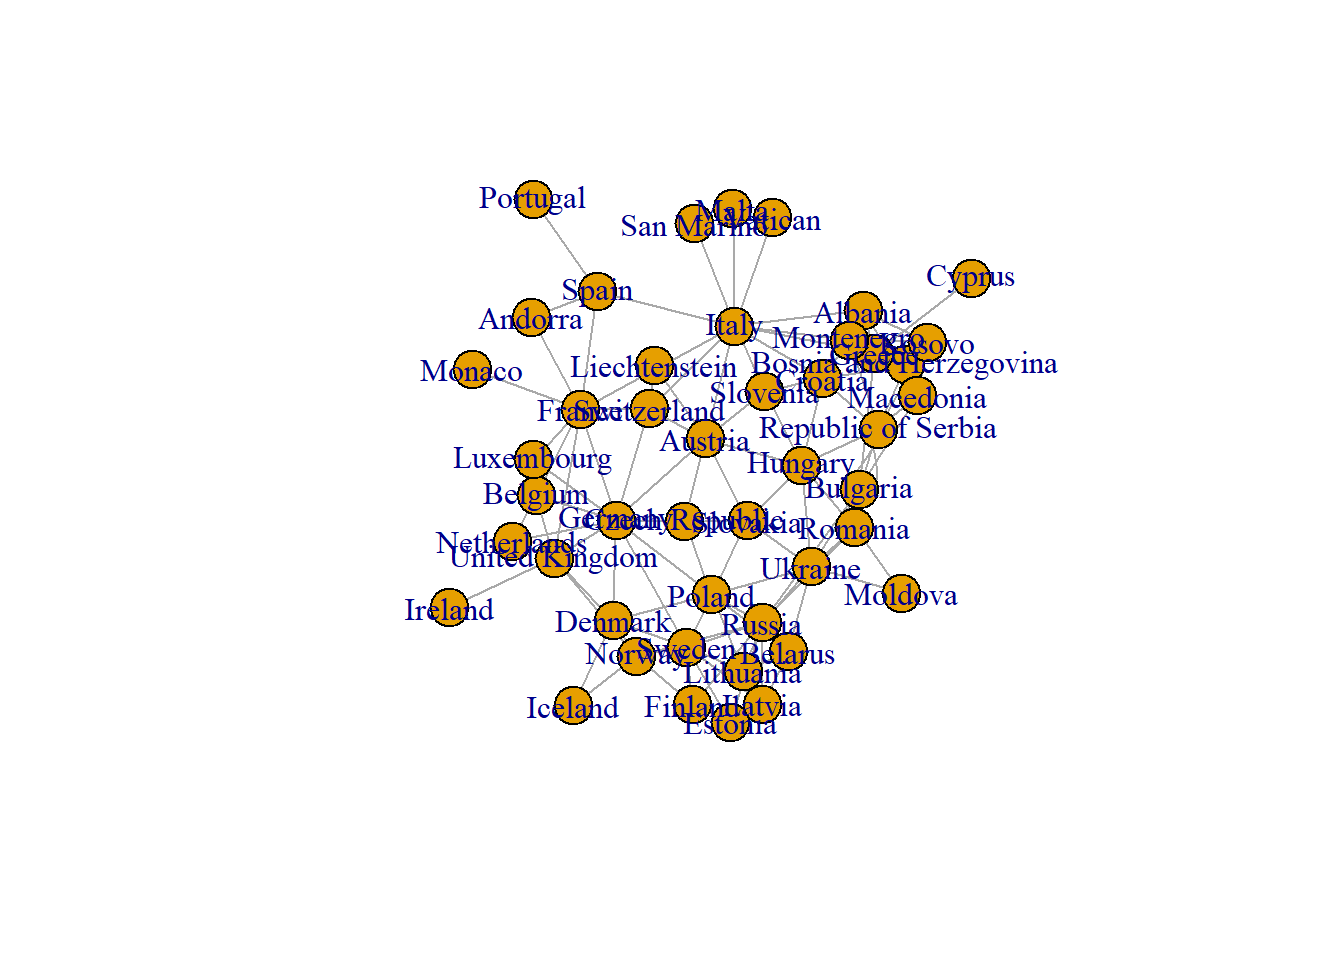 Portugal
Malta
San Marino
Vatican
Cyprus
Spain
Andorra
Albania
Italy
Montenegro
Kosovo
Greece
Monaco
Liechtenstein
Bosnia and Herzegovina
Croatia
Slovenia
Macedonia
France
Switzerland
Republic of Serbia
Austria
Luxembourg
Hungary
Belgium
Bulgaria
Germany
Czech Republic
Slovakia
Romania
Netherlands
United Kingdom
Ukraine
Ireland
Poland
Moldova
Denmark
Russia
Norway
Sweden
Belarus
Lithuania
Iceland
Finland
Latvia
Estonia